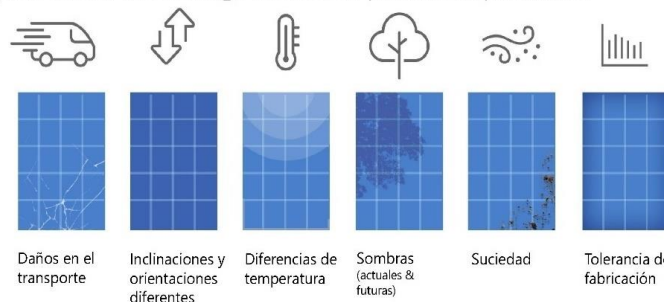 Daños en el
transporte
Inclinaciones y
orientaciones
diferentes
Diferencias de
temperatura
Sombras
(actuales &
futuras)
Suciedad
Tolerancia de
fabricación